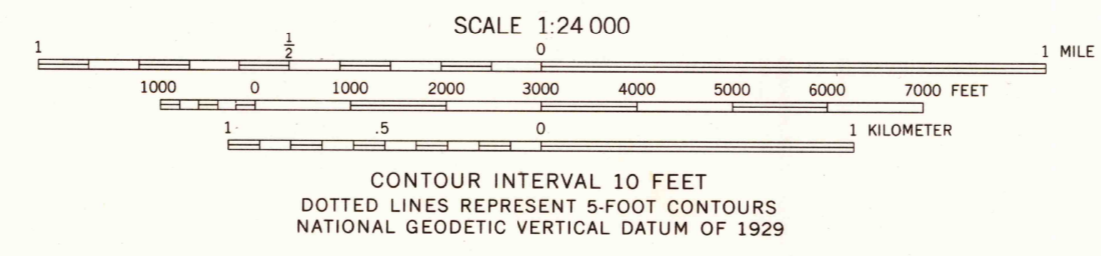 SCALE 1:24 000
1 1/2 0 1 MILE
1000 0 1000 2000 3000 4000 5000 6000 7000 FEET
1 .5 0 1 KILOMETER
CONTOUR INTERVAL 10 FEET
DOTTED LINES REPRESENT 5-FOOT CONTOURS
NATIONAL GEODETIC VERTICAL DATUM OF 1929